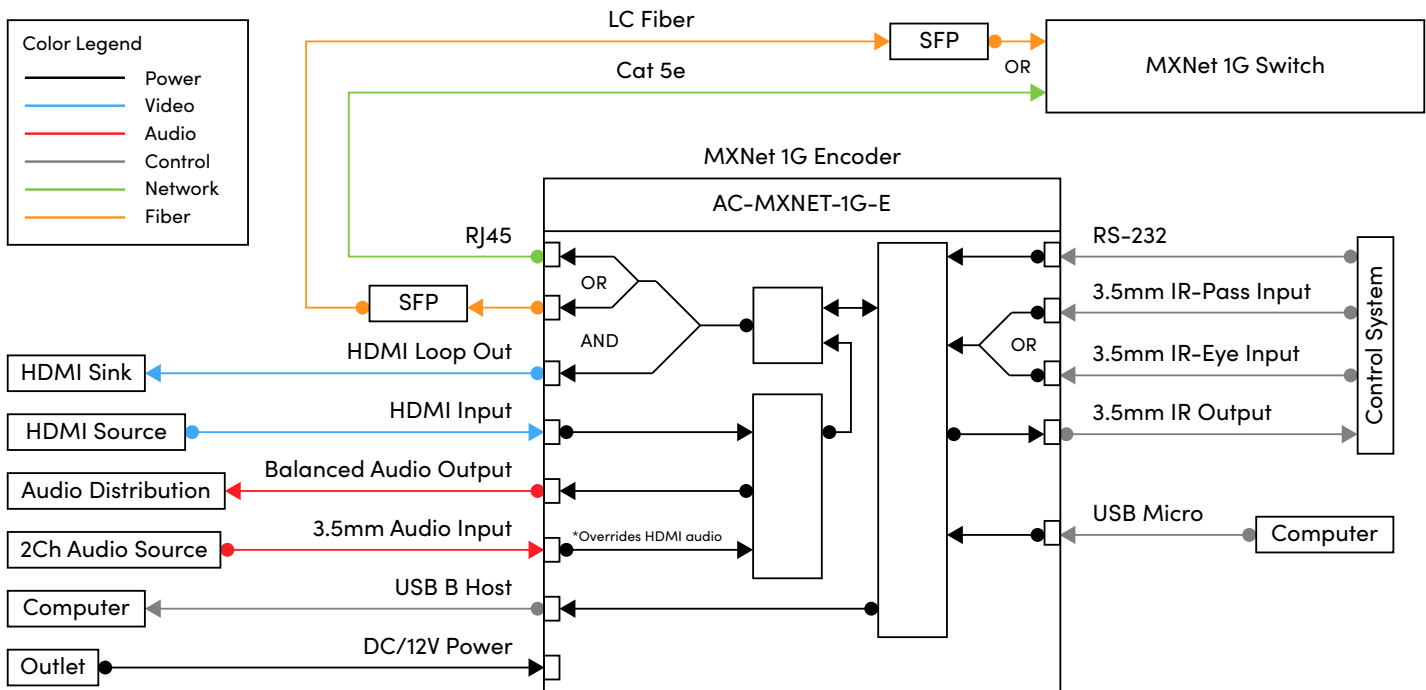 Color Legend
Power
Video
Audio
Control
Network
Fiber
LC Fiber
SFP
OR
MXNet 1G Switch
Cat 5e
MXNet 1G Encoder
AC-MXNET-1G-E
RJ45
OR
SFP
AND
HDMI Loop Out
HDMI Sink
HDMI Input
HDMI Source
Balanced Audio Output
Audio Distribution
3.5mm Audio Input
*Overrides HDMI audio
2Ch Audio Source
USB B Host
Computer
DC/12V Power
Outlet
RS-232
3.5mm IR-Pass Input
OR
3.5mm IR-Eye Input
3.5mm IR Output
Control System
USB Micro
Computer